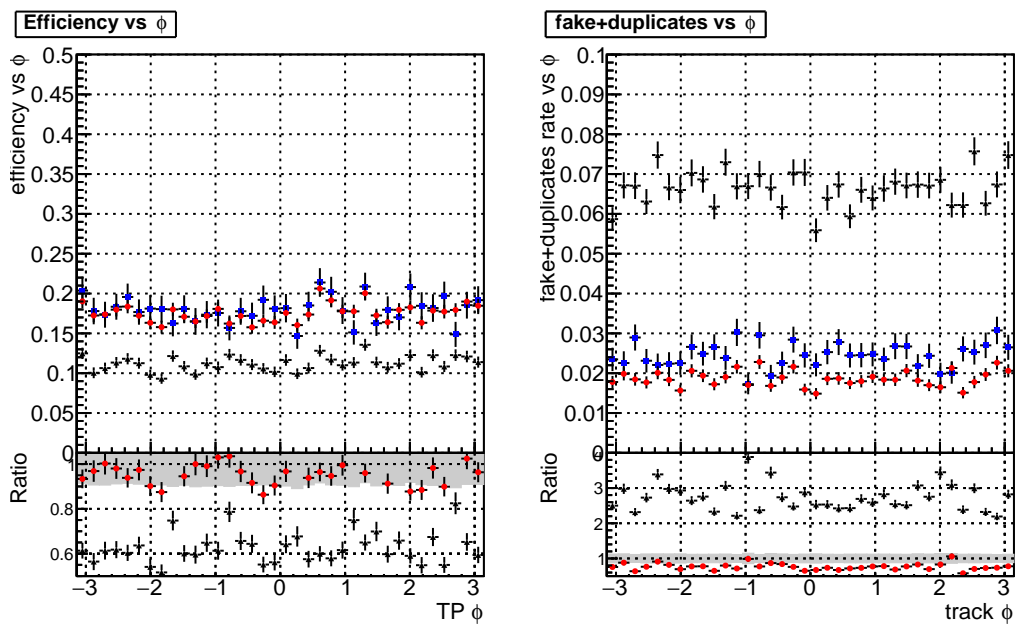 Efficiency vs ϕ
efficiency vs ϕ
0.5
0.45
0.4
0.35
0.3
0.25
0.2
0.15
0.1
0.05
0
Ratio
1
0.8
0.6
−3 −2 −1 0 1 2 3
TP ϕ
fake+duplicates vs ϕ
fake+duplicates rate vs ϕ
0.1
0.09
0.08
0.07
0.06
0.05
0.04
0.03
0.02
0.01
0
Ratio
3
2
1
−3 −2 −1 0 1 2 3
track ϕ